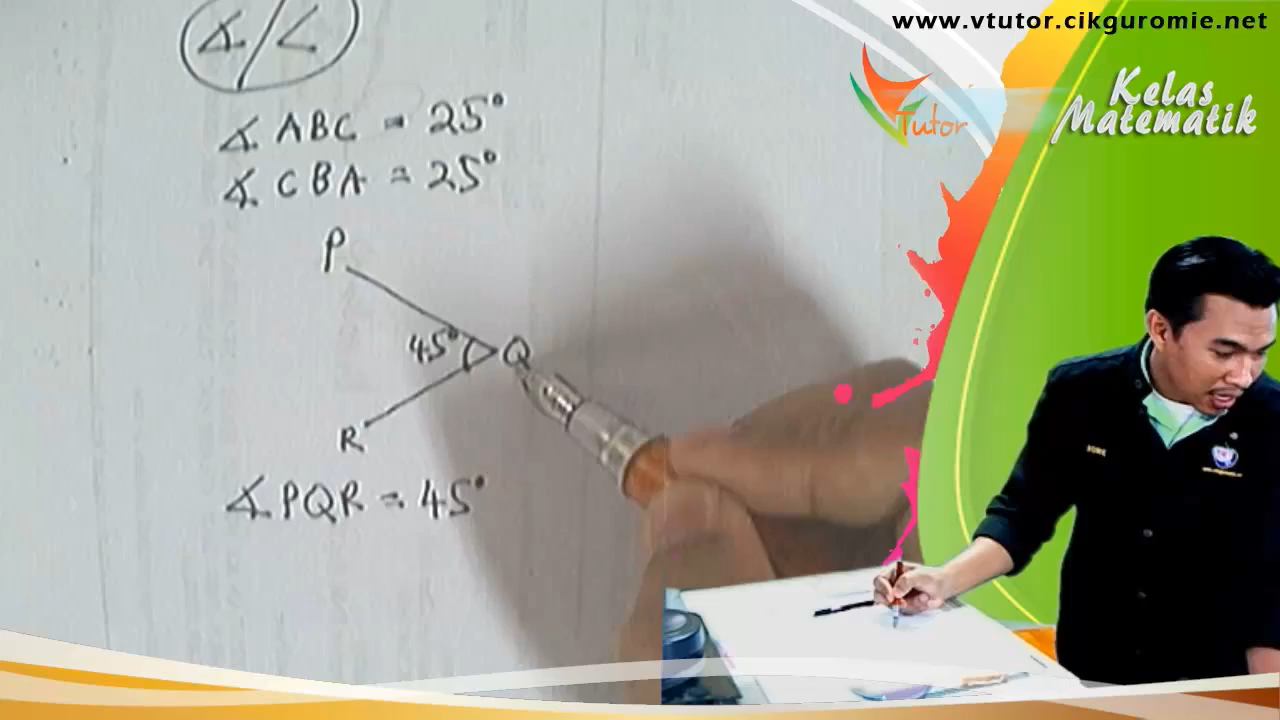 www.vtutor.cikguromie.net
Kelas
Matematik
Tutor
∡/<
∡ ABC = 25°
∡ CBA = 25°
P
45°
Q
R
∡ PQR = 45°